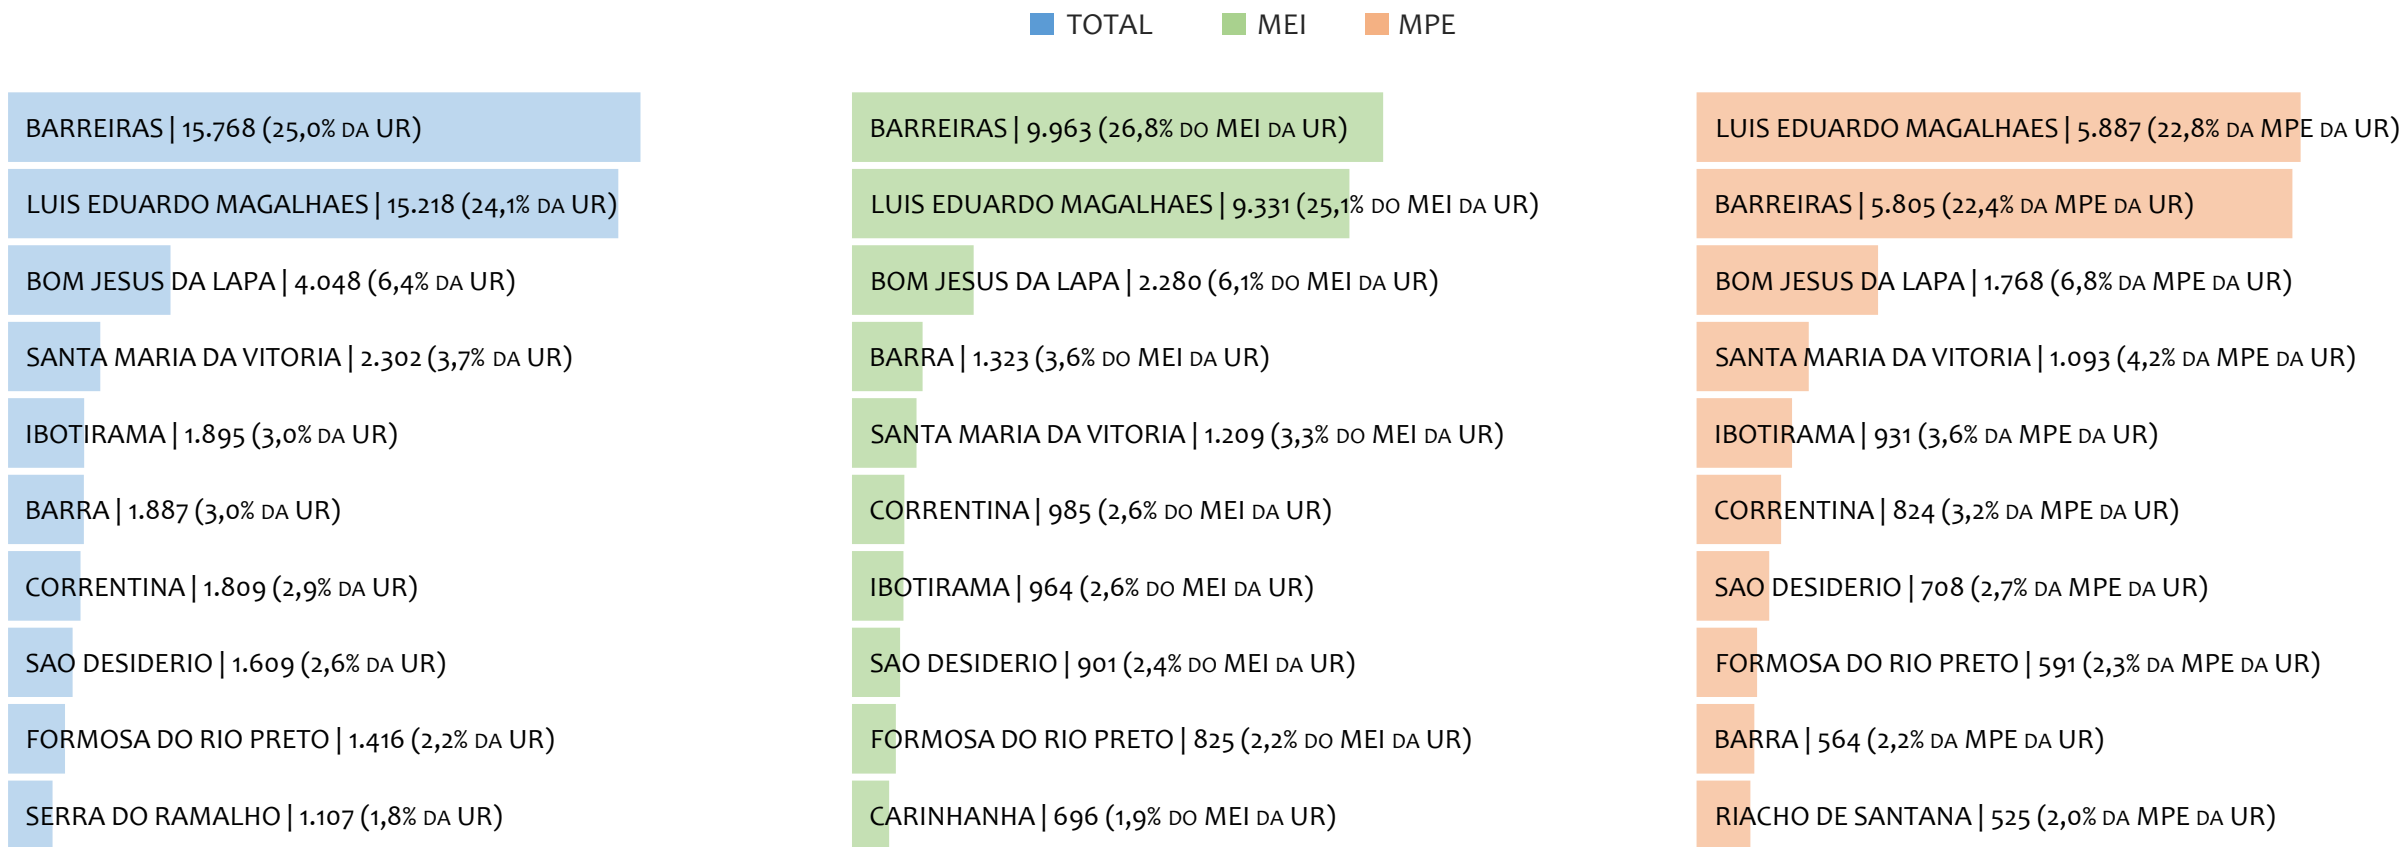 TOTAL MEI MPE
BARREIRAS | 15.768 (25,0% DA UR)
LUIS EDUARDO MAGALHAES | 15.218 (24,1% DA UR)
BOM JESUS DA LAPA | 4.048 (6,4% DA UR)
SANTA MARIA DA VITORIA | 2.302 (3,7% DA UR)
IBOTIRAMA | 1.895 (3,0% DA UR)
BARRA | 1.887 (3,0% DA UR)
CORRENTINA | 1.809 (2,9% DA UR)
SAO DESIDERIO | 1.609 (2,6% DA UR)
FORMOSA DO RIO PRETO | 1.416 (2,2% DA UR)
SERRA DO RAMALHO | 1.107 (1,8% DA UR)
BARREIRAS | 9.963 (26,8% DO MEI DA UR)
LUIS EDUARDO MAGALHAES | 9.331 (25,1% DO MEI DA UR)
BOM JESUS DA LAPA | 2.280 (6,1% DO MEI DA UR)
BARRA | 1.323 (3,6% DO MEI DA UR)
SANTA MARIA DA VITORIA | 1.209 (3,3% DO MEI DA UR)
CORRENTINA | 985 (2,6% DO MEI DA UR)
IBOTIRAMA | 964 (2,6% DO MEI DA UR)
SAO DESIDERIO | 901 (2,4% DO MEI DA UR)
FORMOSA DO RIO PRETO | 825 (2,2% DO MEI DA UR)
CARINHANHA | 696 (1,9% DO MEI DA UR)
LUIS EDUARDO MAGALHAES | 5.887 (22,8% DA MPE DA UR)
BARREIRAS | 5.805 (22,4% DA MPE DA UR)
BOM JESUS DA LAPA | 1.768 (6,8% DA MPE DA UR)
SANTA MARIA DA VITORIA | 1.093 (4,2% DA MPE DA UR)
IBOTIRAMA | 931 (3,6% DA MPE DA UR)
CORRENTINA | 824 (3,2% DA MPE DA UR)
SAO DESIDERIO | 708 (2,7% DA MPE DA UR)
FORMOSA DO RIO PRETO | 591 (2,3% DA MPE DA UR)
BARRA | 564 (2,2% DA MPE DA UR)
RIACHO DE SANTANA | 525 (2,0% DA MPE DA UR)